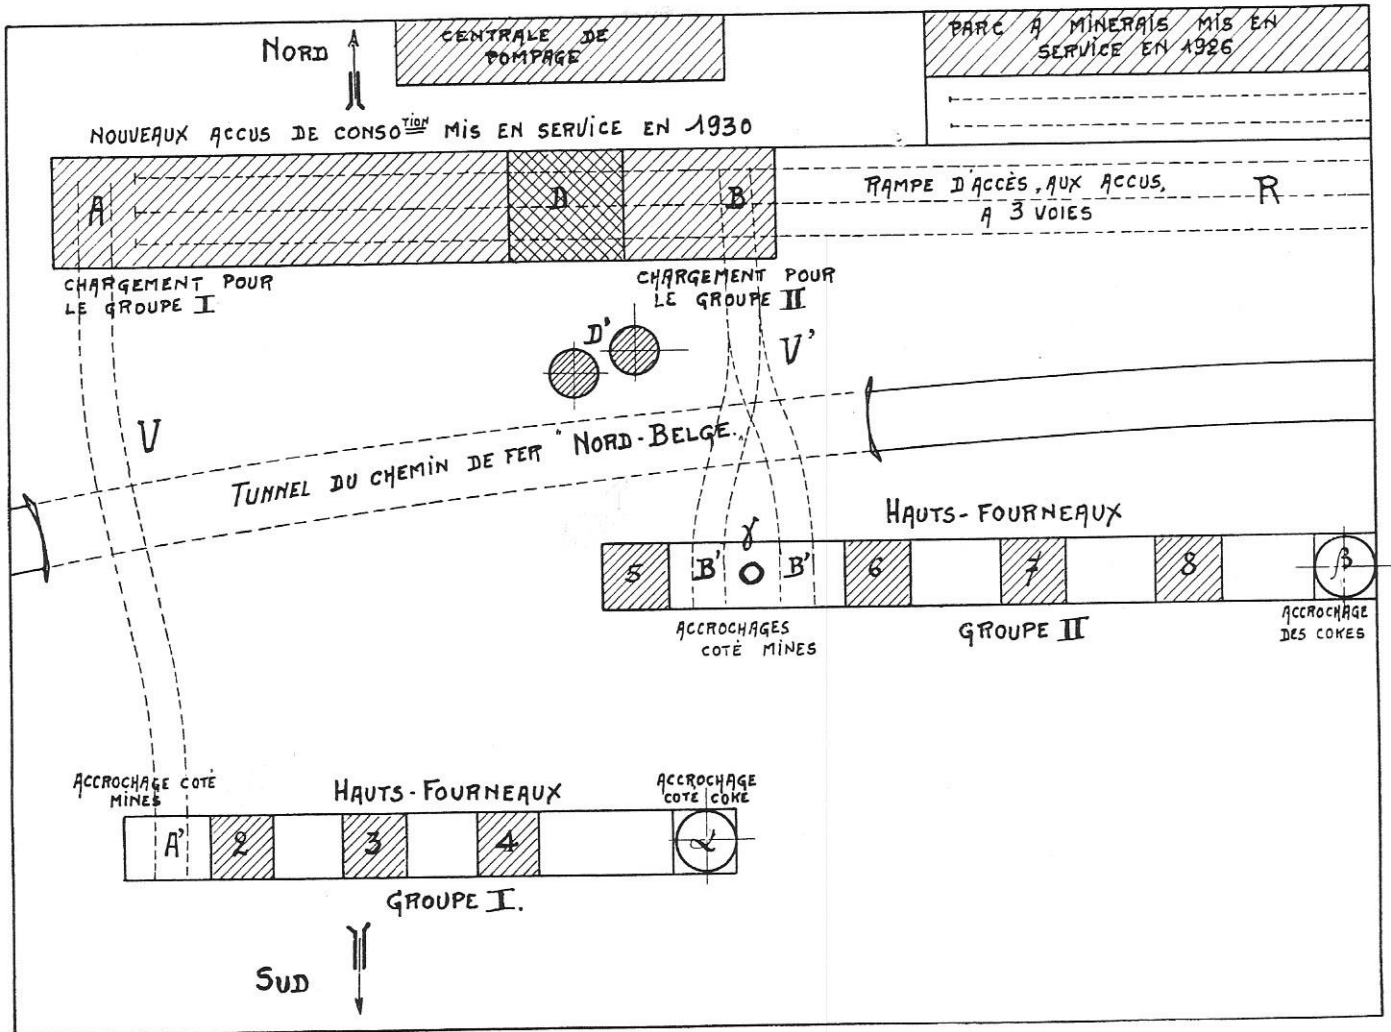 NORD
CENTRALE DE
POMPAGE
PARC A MINERAIS MIS EN
SERVICE EN 1926
NOUVEAUX ACCUS DE CONSOTION MIS EN SERVICE EN 1930
A
D
B
RAMPE D'ACCÈS, AUX ACCUS,
A 3 VOIES
R
CHARGEMENT POUR
LE GROUPE I
CHARGEMENT POUR
LE GROUPE II
D'
V'
V
TUNNEL DU CHEMIN DE FER "NORD-BELGE"
HAUTS-FOURNEAUX
γ
5
B'
B'
6
7
8
β
ACCROCHAGES
COTÉ MINES
GROUPE II
ACCROCHAGE
DES COKES
ACCROCHAGE COTÉ
MINES
HAUTS-FOURNEAUX
ACCROCHAGE
COTE COKE
A'
2
3
4
α
GROUPE I.
SUD